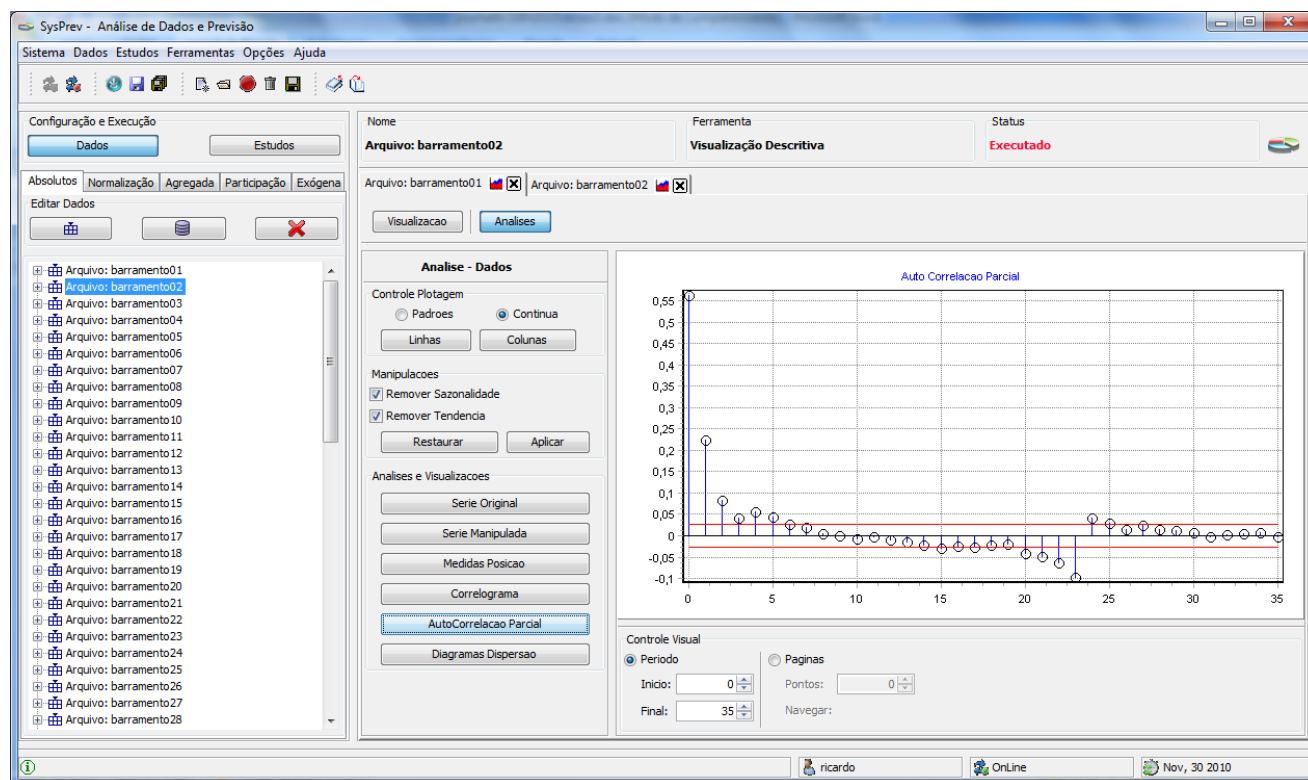 SysPrev - Análise de Dados e Previsão
Sistema Dados Estudos Ferramentas Opções Ajuda
Configuração e Execução
Dados
Estudos
Absolutos
Normalização
Agregada
Participação
Exógena
Editar Dados
Arquivo: barramento01
Arquivo: barramento02
Arquivo: barramento03
Arquivo: barramento04
Arquivo: barramento05
Arquivo: barramento06
Arquivo: barramento07
Arquivo: barramento08
Arquivo: barramento09
Arquivo: barramento10
Arquivo: barramento11
Arquivo: barramento12
Arquivo: barramento13
Arquivo: barramento14
Arquivo: barramento15
Arquivo: barramento16
Arquivo: barramento17
Arquivo: barramento18
Arquivo: barramento19
Arquivo: barramento20
Arquivo: barramento21
Arquivo: barramento22
Arquivo: barramento23
Arquivo: barramento24
Arquivo: barramento25
Arquivo: barramento26
Arquivo: barramento27
Arquivo: barramento28
Nome
Arquivo: barramento02
Ferramenta
Visualização Descritiva
Status
Executado
Arquivo: barramento01
Arquivo: barramento02
Visualizacao
Analises
Analise - Dados
Controle Plotagem
Padroes
Continua
Linhas
Colunas
Manipulacoes
Remover Sazonalidade
Remover Tendencia
Restaurar
Aplicar
Analises e Visualizacoes
Serie Original
Serie Manipulada
Medidas Posicao
Correlograma
AutoCorrelacao Parcial
Diagramas Dispersao
Auto Correlacao Parcial
0,55
0,5
0,45
0,4
0,35
0,3
0,25
0,2
0,15
0,1
0,05
0
-0,05
-0,1
0 5 10 15 20 25 30 35
Controle Visual
Periodo
Paginas
Inicio: 0
Pontos: 0
Final: 35
Navegar:
ricardo
OnLine
Nov, 30 2010